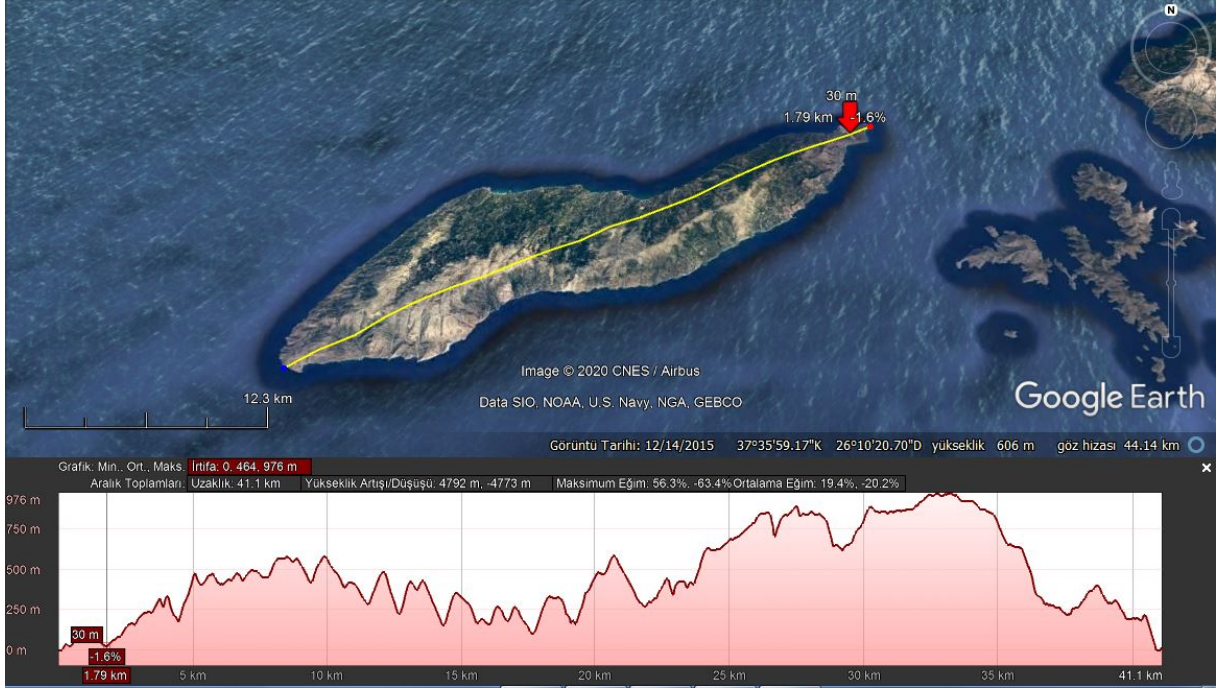 N
30 m
1.79 km -1.6%
12.3 km
Image © 2020 CNES / Airbus
Data SIO, NOAA, U.S. Navy, NGA, GEBCO
Google Earth
Görüntü Tarihi: 12/14/2015 37°35'59.17"K 26°10'20.70"D yükseklik 606 m göz hizası 44.14 km
Grafik: Min., Ort., Maks. İrtifa: 0, 464, 976 m
Aralık Toplamları: Uzaklık: 41.1 km Yükseklik Artışı/Düşüşü: 4792 m, -4773 m Maksimum Eğim: 56.3%, -63.4% Ortalama Eğim: 19.4%, -20.2%
976 m
750 m
500 m
250 m
0 m
30 m
-1.6%
1.79 km 5 km 10 km 15 km 20 km 25 km 30 km 35 km 41.1 km